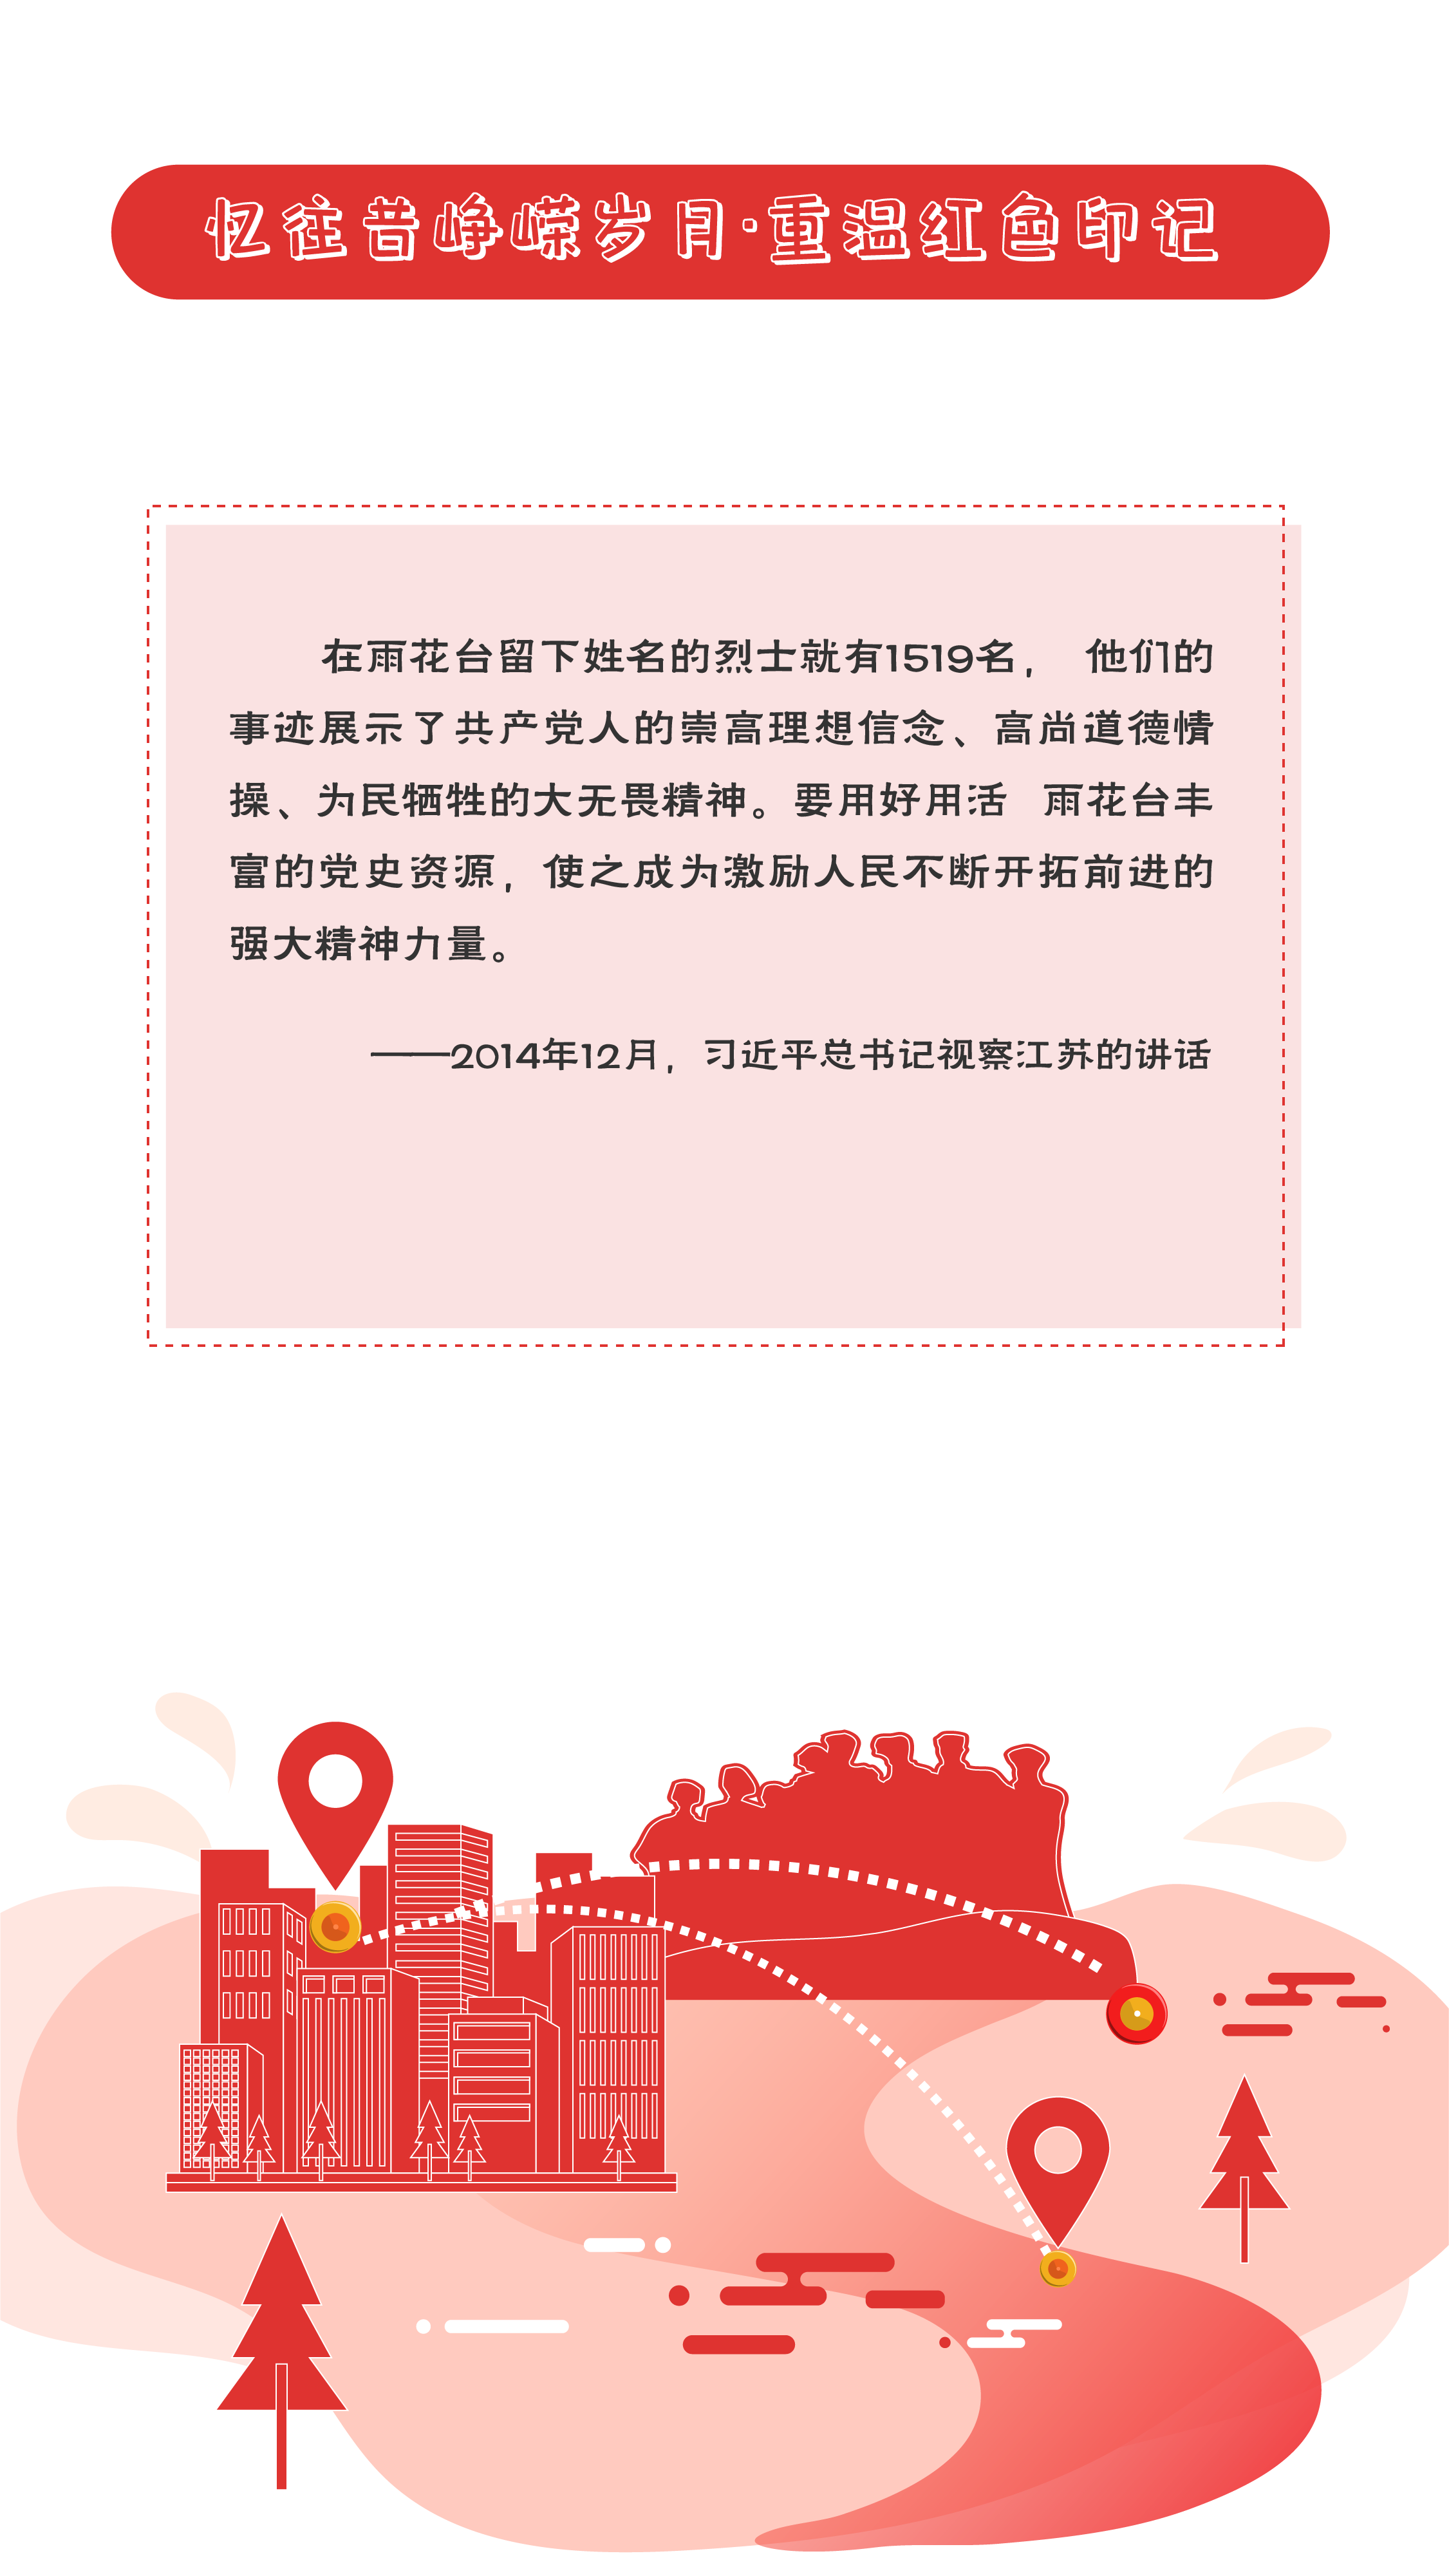 忆往昔峥嵘岁月·重温红色印记
在雨花台留下姓名的烈士就有1519名， 他们的
事迹展示了共产党人的崇高理想信念、高尚道德情
操、为民牺牲的大无畏精神。要用好用活 雨花台丰
富的党史资源，使之成为激励人民不断开拓前进的
强大精神力量。
——2014年12月，习近平总书记视察江苏的讲话